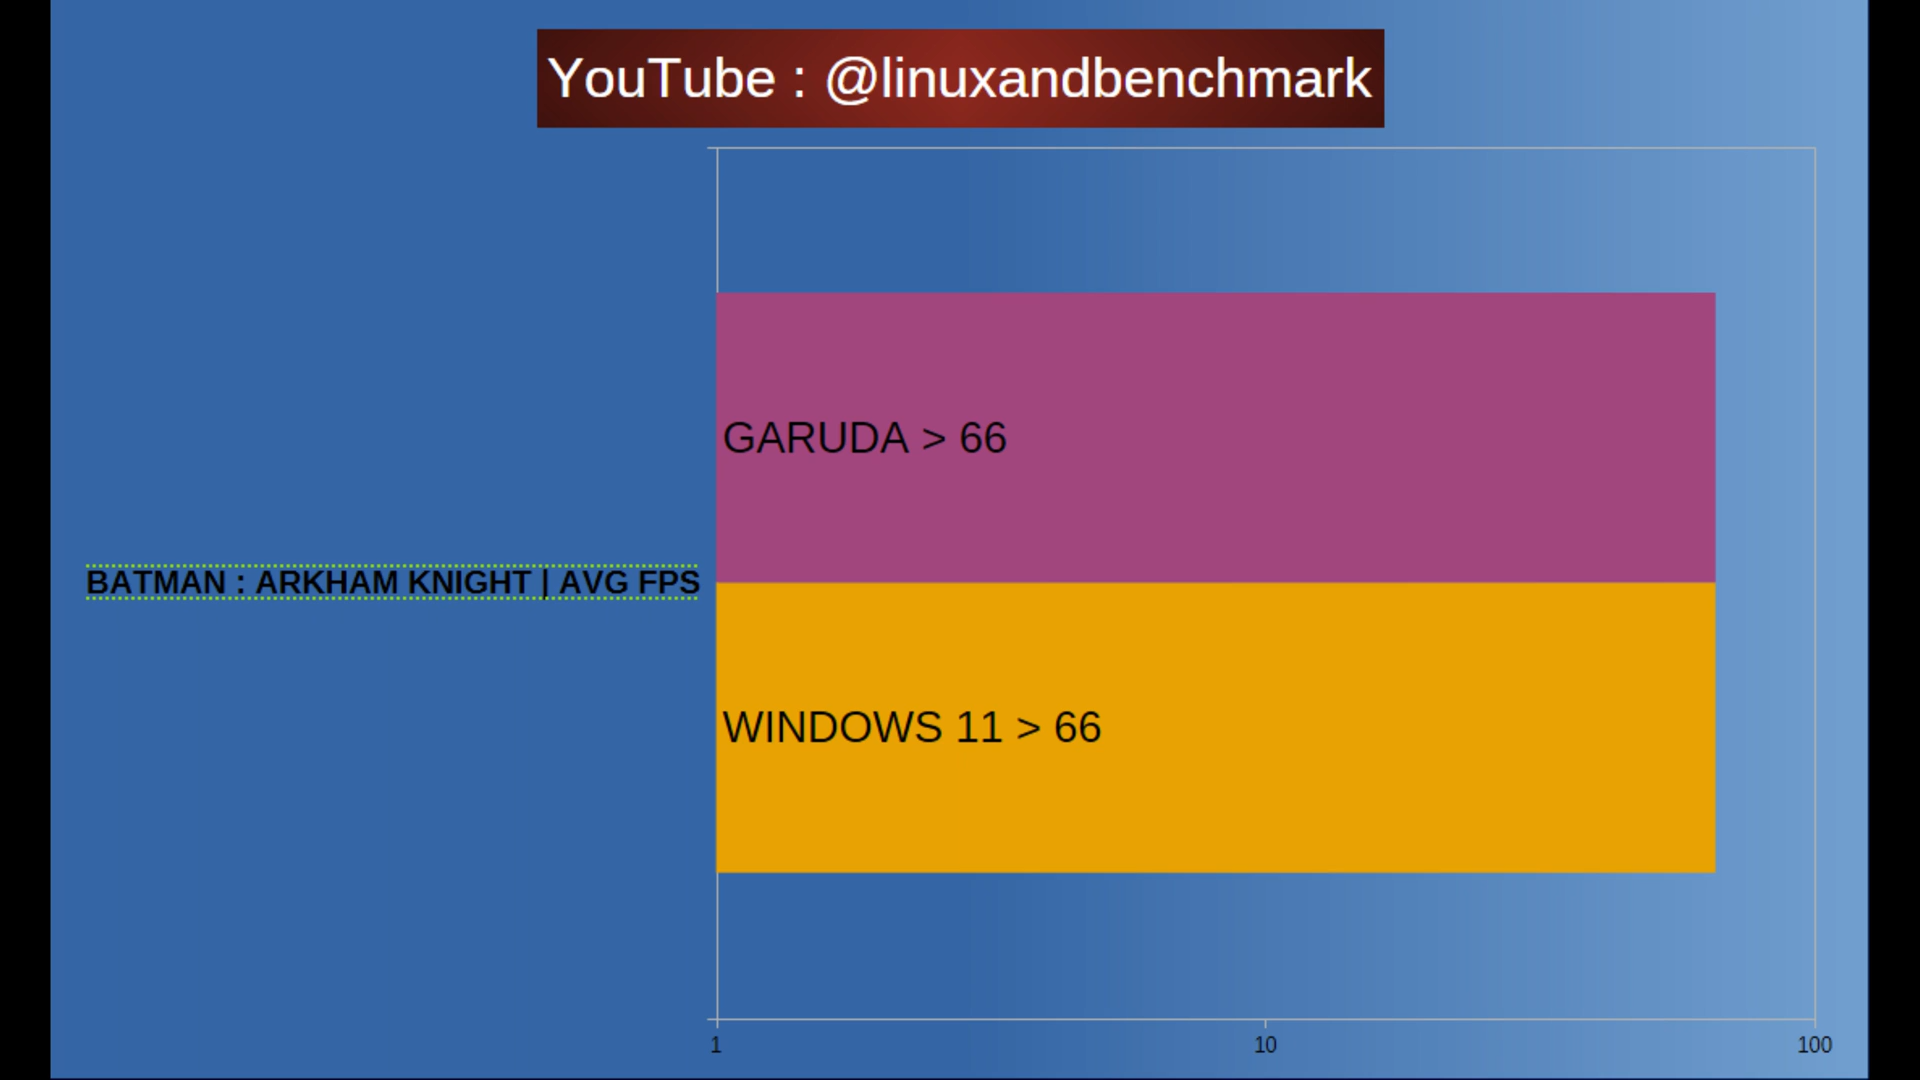 YouTube : @linuxandbenchmark
GARUDA > 66
BATMAN : ARKHAM KNIGHT | AVG FPS
WINDOWS 11 > 66
1
10
100